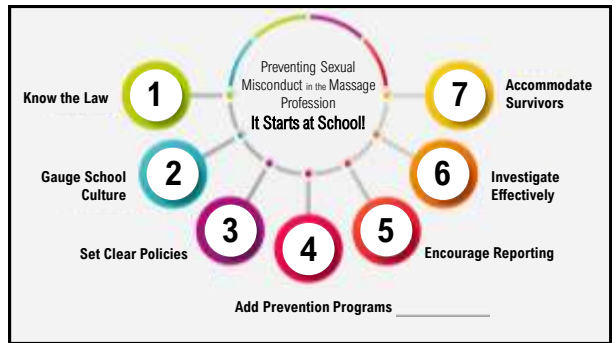 Preventing Sexual
Misconduct in the Massage
Profession
It Starts at School!
1
Know the Law
2
Gauge School
Culture
3
Set Clear Policies
4
Add Prevention Programs ____________
5
Encourage Reporting
6
Investigate
Effectively
7
Accommodate
Survivors